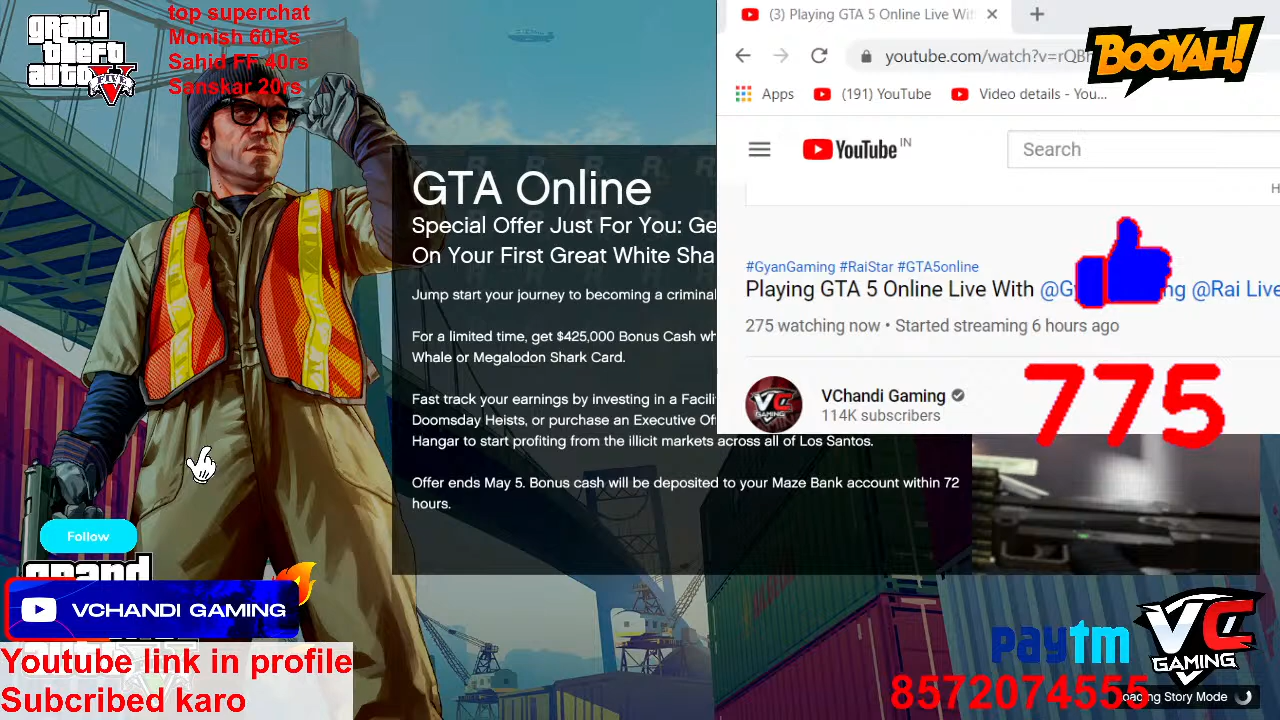 grand
theft
auto
FIVE
top superchat
Monish 60Rs
Sahid FF 40rs
Sanskar 20rs
(3) Playing GTA 5 Online Live Wit
youtube.com/watch?v=rQB
BOOYAH!
Apps
(191) YouTube
Video details - You...
YouTube IN
Search
#GyanGaming #RaiStar #GTA5online
Playing GTA 5 Online Live With @G ng @Rai Live
275 watching now • Started streaming 6 hours ago
VChandi Gaming
114K subscribers
775
GTA Online
Special Offer Just For You: Ge
On Your First Great White Sha
Jump start your journey to becoming a criminal
For a limited time, get $425,000 Bonus Cash wh
Whale or Megalodon Shark Card.
Fast track your earnings by investing in a Facili
Doomsday Heists, or purchase an Executive Off
Hangar to start profiting from the illicit markets across all of Los Santos.
Offer ends May 5. Bonus cash will be deposited to your Maze Bank account within 72
hours.
Follow
grand
VCHANDI GAMING
Youtube link in profile
Subcribed karo
paytm
VC
GAMING
8572074555
oading Story Mode